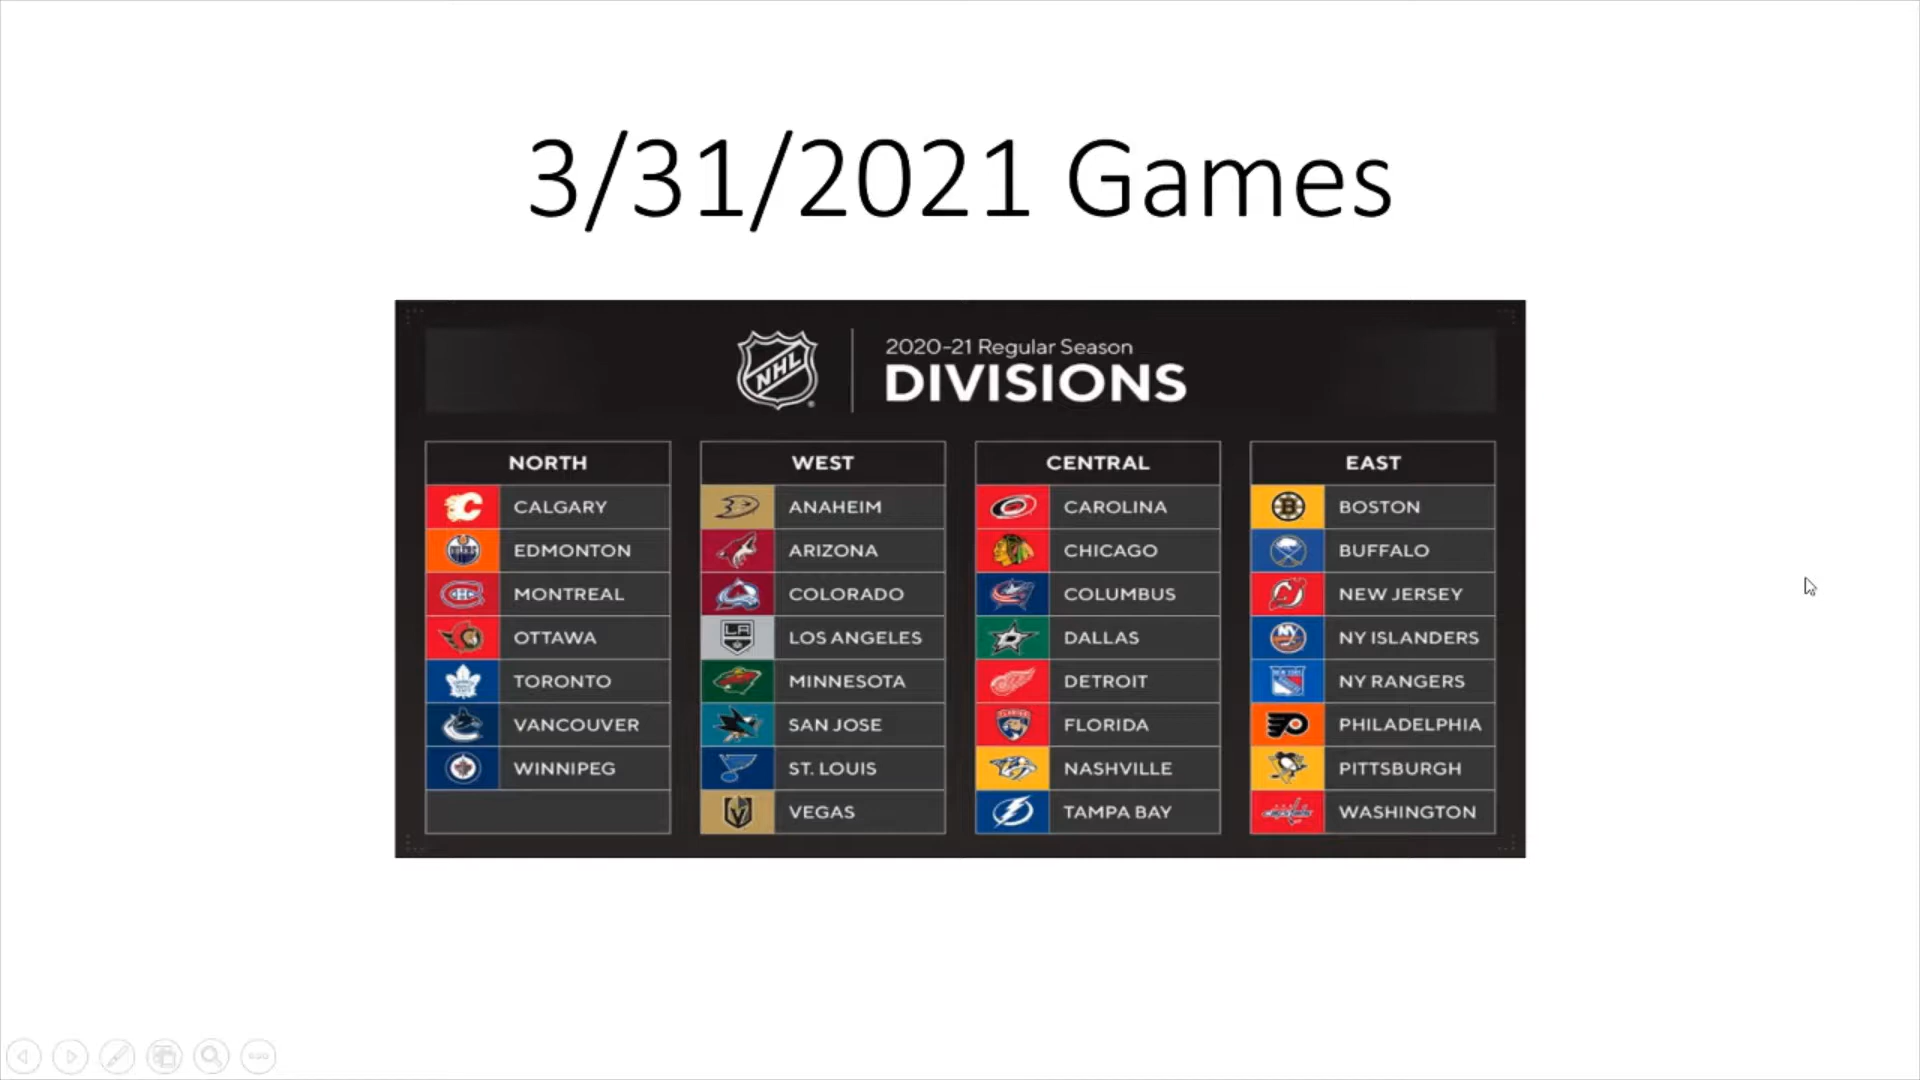 3/31/2021 Games
NHL
2020-21 Regular Season
DIVISIONS
NORTH
CALGARY
EDMONTON
MONTREAL
OTTAWA
TORONTO
VANCOUVER
WINNIPEG
WEST
ANAHEIM
ARIZONA
COLORADO
LOS ANGELES
MINNESOTA
SAN JOSE
ST. LOUIS
VEGAS
CENTRAL
CAROLINA
CHICAGO
COLUMBUS
DALLAS
DETROIT
FLORIDA
NASHVILLE
TAMPA BAY
EAST
BOSTON
BUFFALO
NEW JERSEY
NY ISLANDERS
NY RANGERS
PHILADELPHIA
PITTSBURGH
WASHINGTON